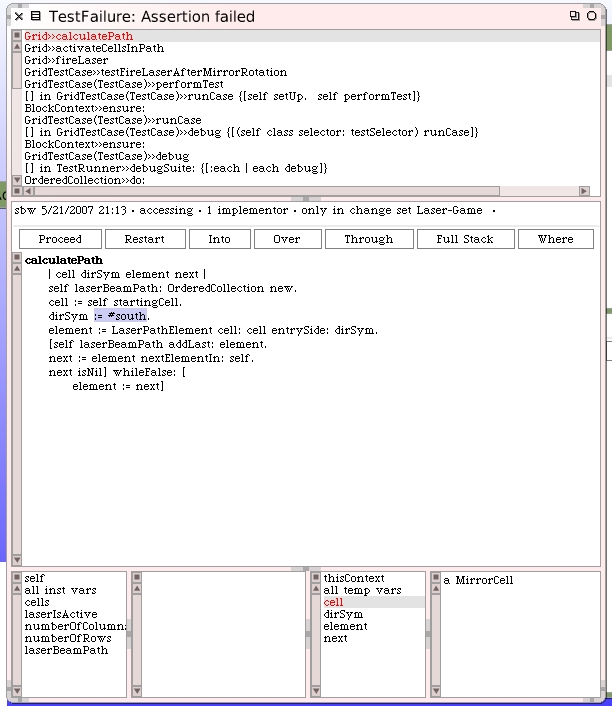 TestFailure: Assertion failed
Grid>>calculatePath
Grid>>activateCellsInPath
Grid>>fireLaser
GridTestCase>>testFireLaserAfterMirrorRotation
GridTestCase(TestCase)>>performTest
[] in GridTestCase(TestCase)>>runCase {[self setUp. self performTest]}
BlockContext>>ensure:
GridTestCase(TestCase)>>runCase
[] in GridTestCase(TestCase)>>debug {[(self class selector: testSelector) runCase]}
BlockContext>>ensure:
GridTestCase(TestCase)>>debug
[] in TestRunner>>debugSuite: {[:each | each debug]}
OrderedCollection>>do:
sbw 5/21/2007 21:13 · accessing · 1 implementor · only in change set Laser-Game ·
Proceed Restart Into Over Through Full Stack Where
calculatePath
| cell dirSym element next |
self laserBeamPath: OrderedCollection new.
cell := self startingCell.
dirSym := #south.
element := LaserPathElement cell: cell entrySide: dirSym.
[self laserBeamPath addLast: element.
next := element nextElementIn: self.
next isNil] whileFalse: [
element := next]
self
all inst vars
cells
laserIsActive
numberOfColumns
numberOfRows
laserBeamPath
thisContext
all temp vars
cell
dirSym
element
next
a MirrorCell